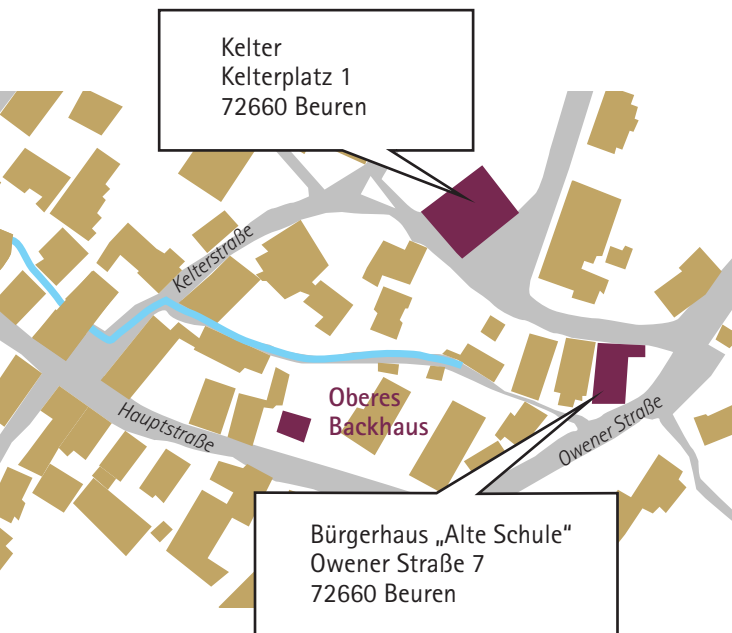 Kelter
Kelterplatz 1
72660 Beuren
Kelterstraße
Oberes
Backhaus
Hauptstraße
Owener Straße
Bürgerhaus „Alte Schule“
Owener Straße 7
72660 Beuren